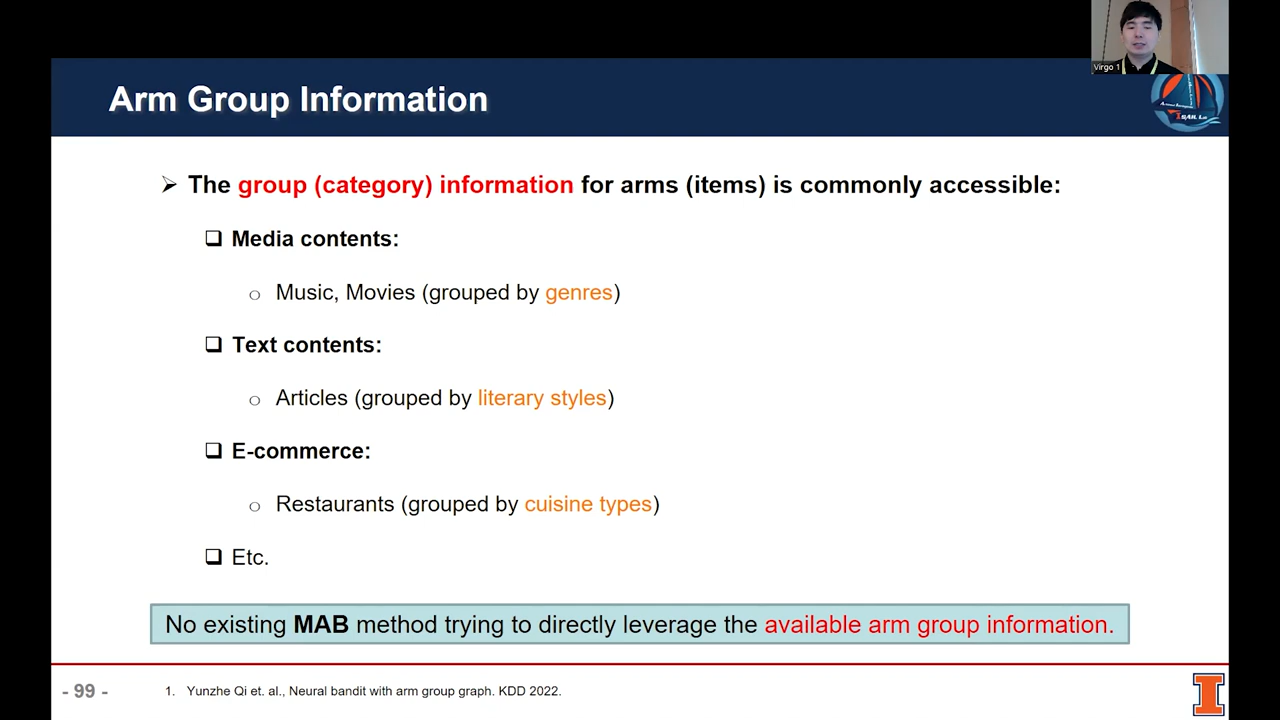 Virgo 1
Arm Group Information
The group (category) information for arms (items) is commonly accessible:
Media contents:
Music, Movies (grouped by genres)
Text contents:
Articles (grouped by literary styles)
E-commerce:
Restaurants (grouped by cuisine types)
Etc.
No existing MAB method trying to directly leverage the available arm group information.
- 99 -
1. Yunzhe Qi et. al., Neural bandit with arm group graph. KDD 2022.